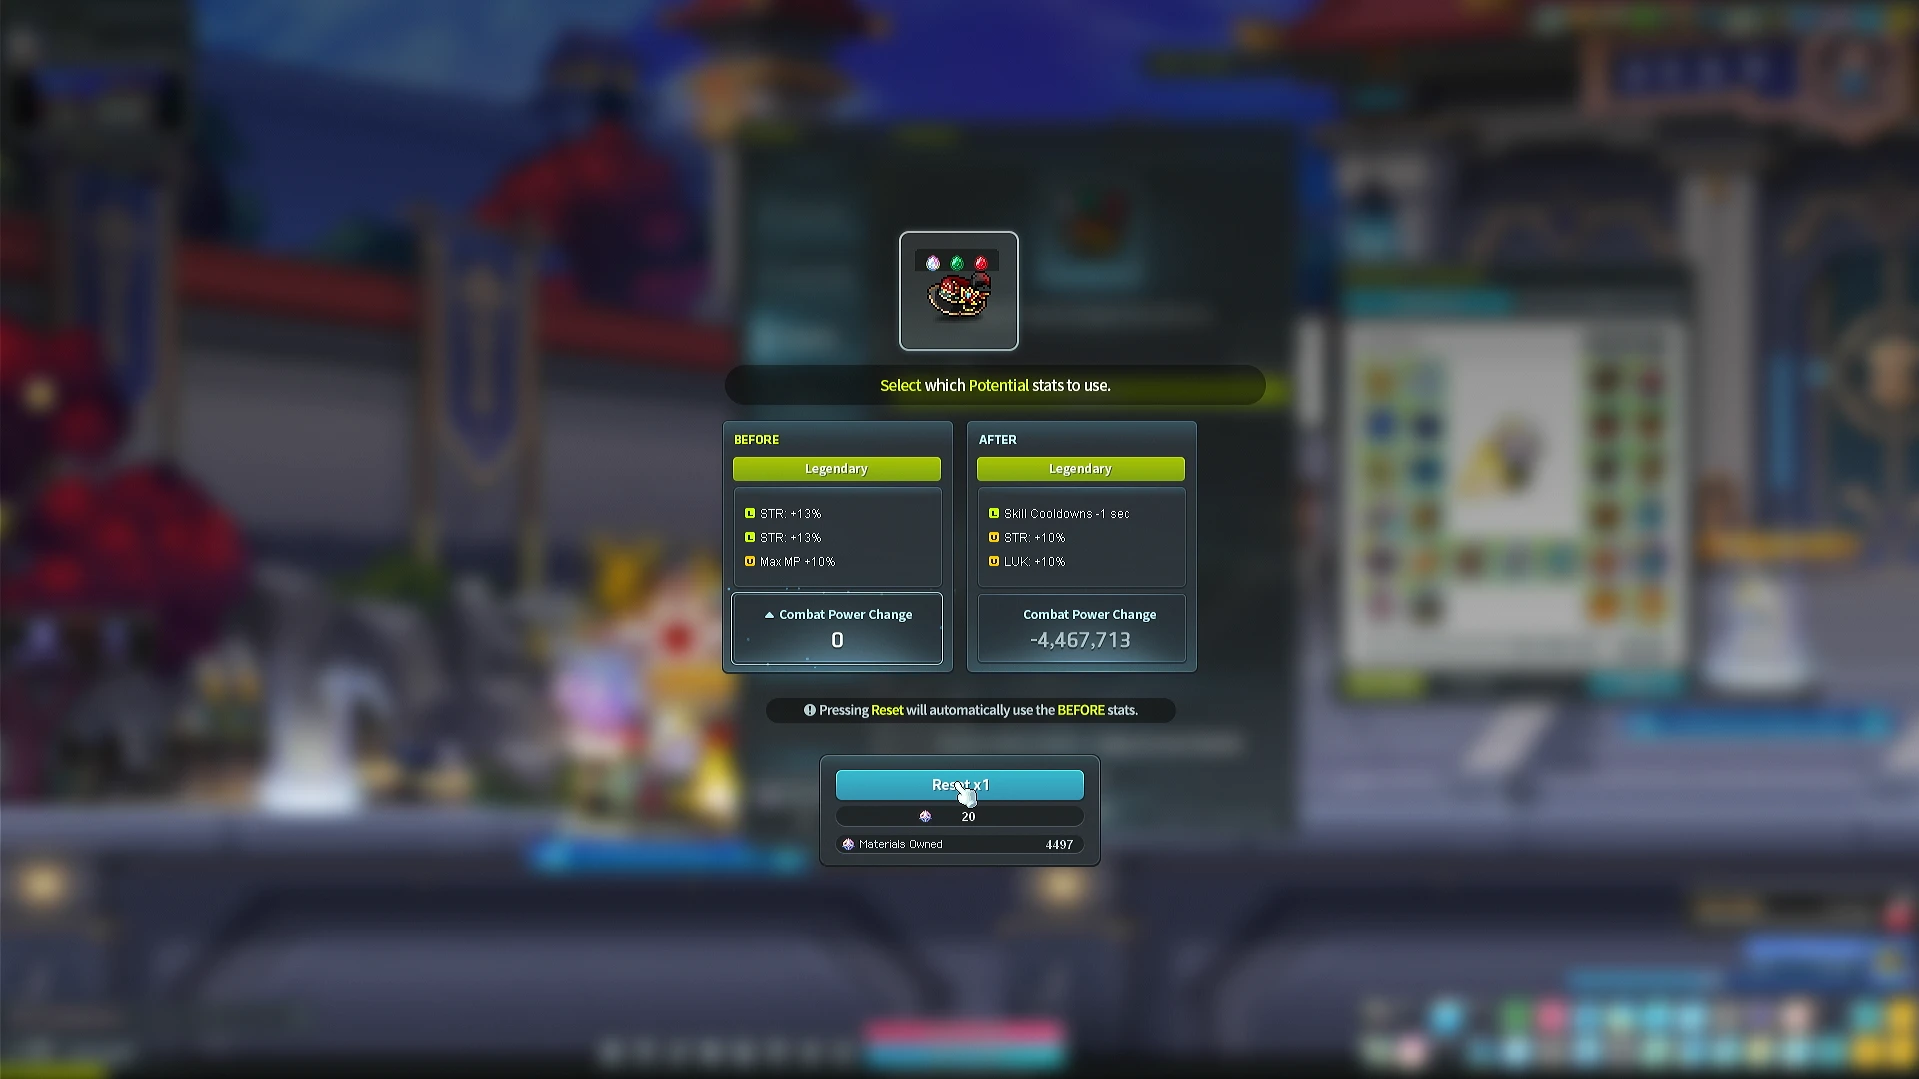 Select which Potential stats to use.
BEFORE
Legendary
L STR: +13%
L STR: +13%
U Max MP +10%
Combat Power Change
0
AFTER
Legendary
L Skill Cooldowns -1 sec
U STR: +10%
U LUK: +10%
Combat Power Change
-4,467,713
Pressing Reset will automatically use the BEFORE stats.
Reset x1
20
Materials Owned 4497